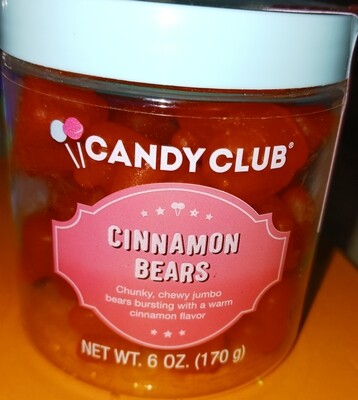 CANDY CLUB®
CINNAMON
BEARS
Chunky, chewy jumbo
bears bursting with a warm
cinnamon flavor
NET WT. 6 OZ. (170 g)